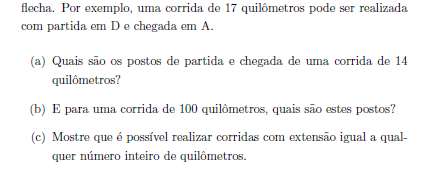 flecha. Por exemplo, uma corrida de 17 quilômetros pode ser realizada
com partida em D e chegada em A.
(a) Quais são os postos de partida e chegada de uma corrida de 14
quilômetros?
(b) E para uma corrida de 100 quilômetros, quais são estes postos?
(c) Mostre que é possível realizar corridas com extensão igual a qual-
quer número inteiro de quilômetros.